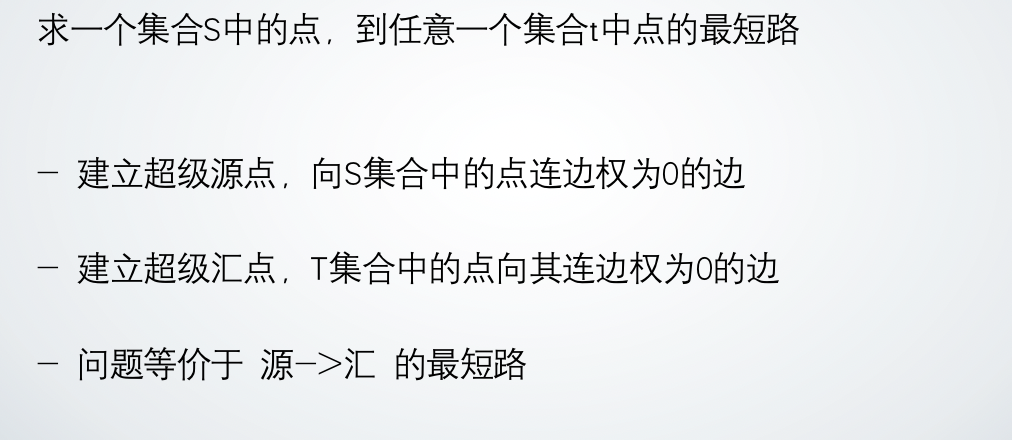 求一个集合S中的点，到任意一个集合t中点的最短路
- 建立超级源点，向S集合中的点连边权为0的边
- 建立超级汇点，T集合中的点向其连边权为0的边
- 问题等价于 源->汇 的最短路